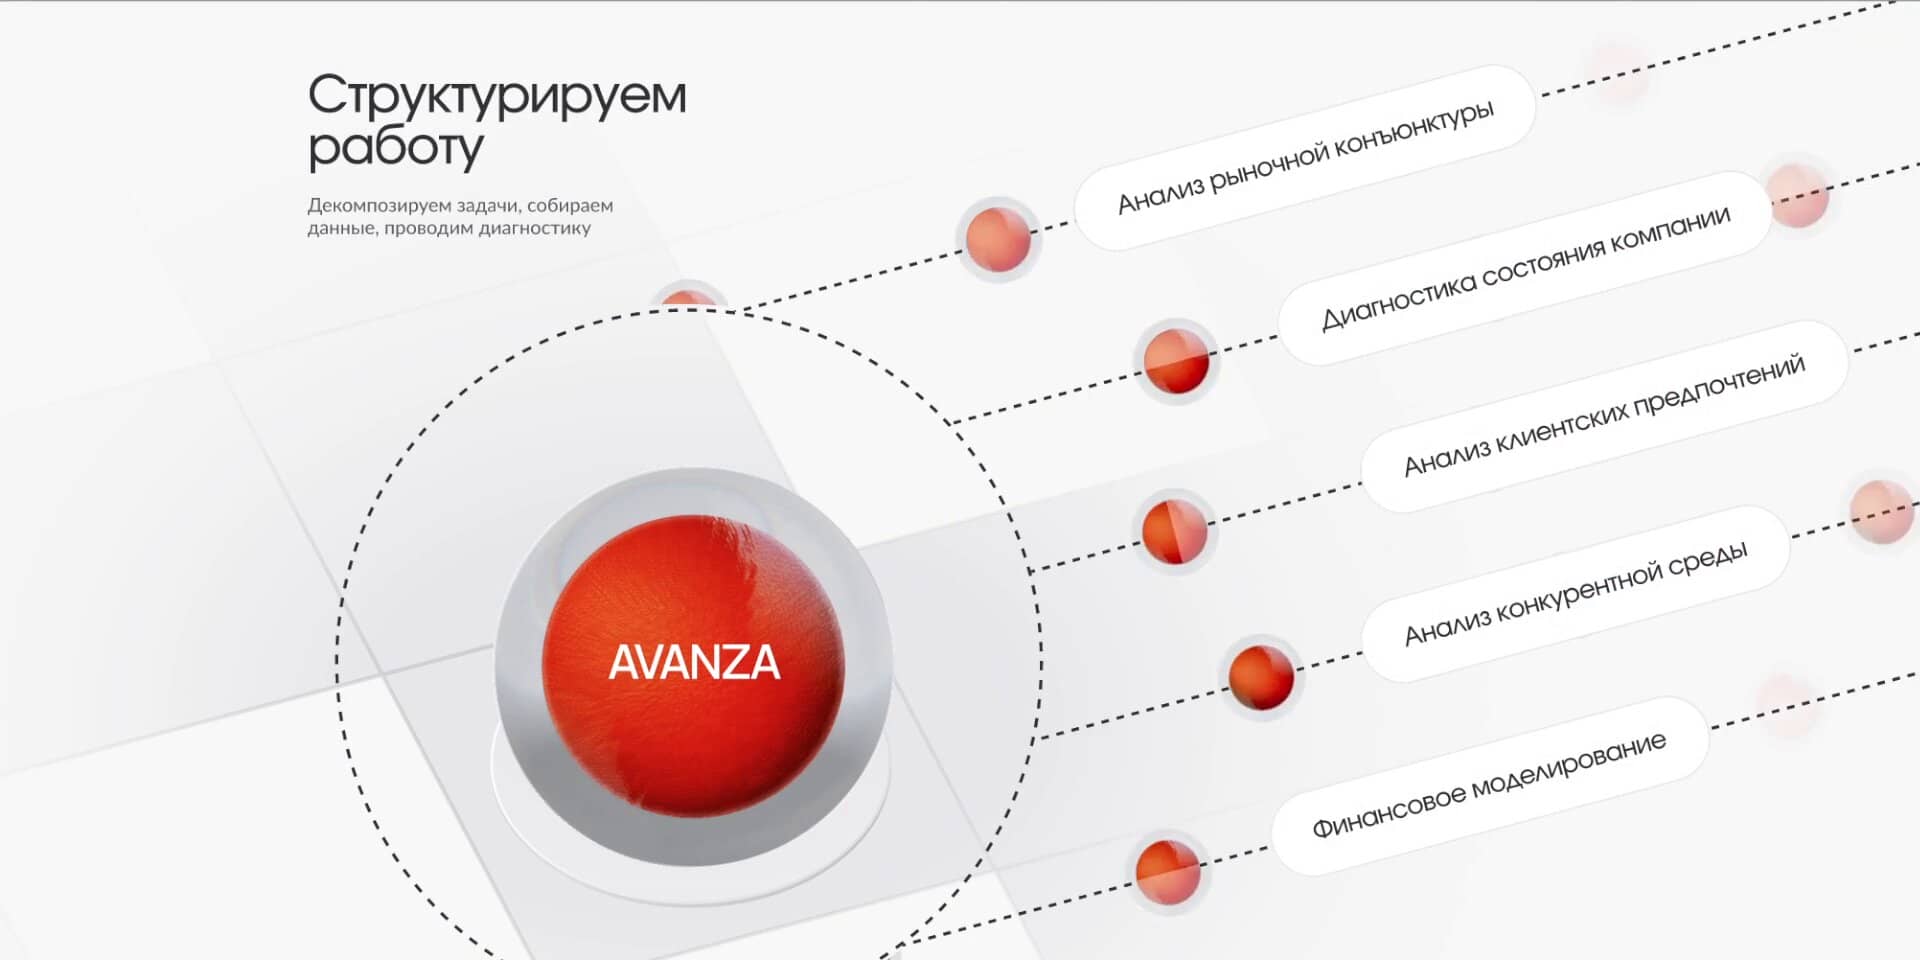 Структурируем
работу
Декомпозируем задачи, собираем
данные, проводим диагностику
Анализ рыночной конъюнктуры
Диагностика состояния компании
Анализ клиентских предпочтений
Анализ конкурентной среды
Финансовое моделирование
AVANZA